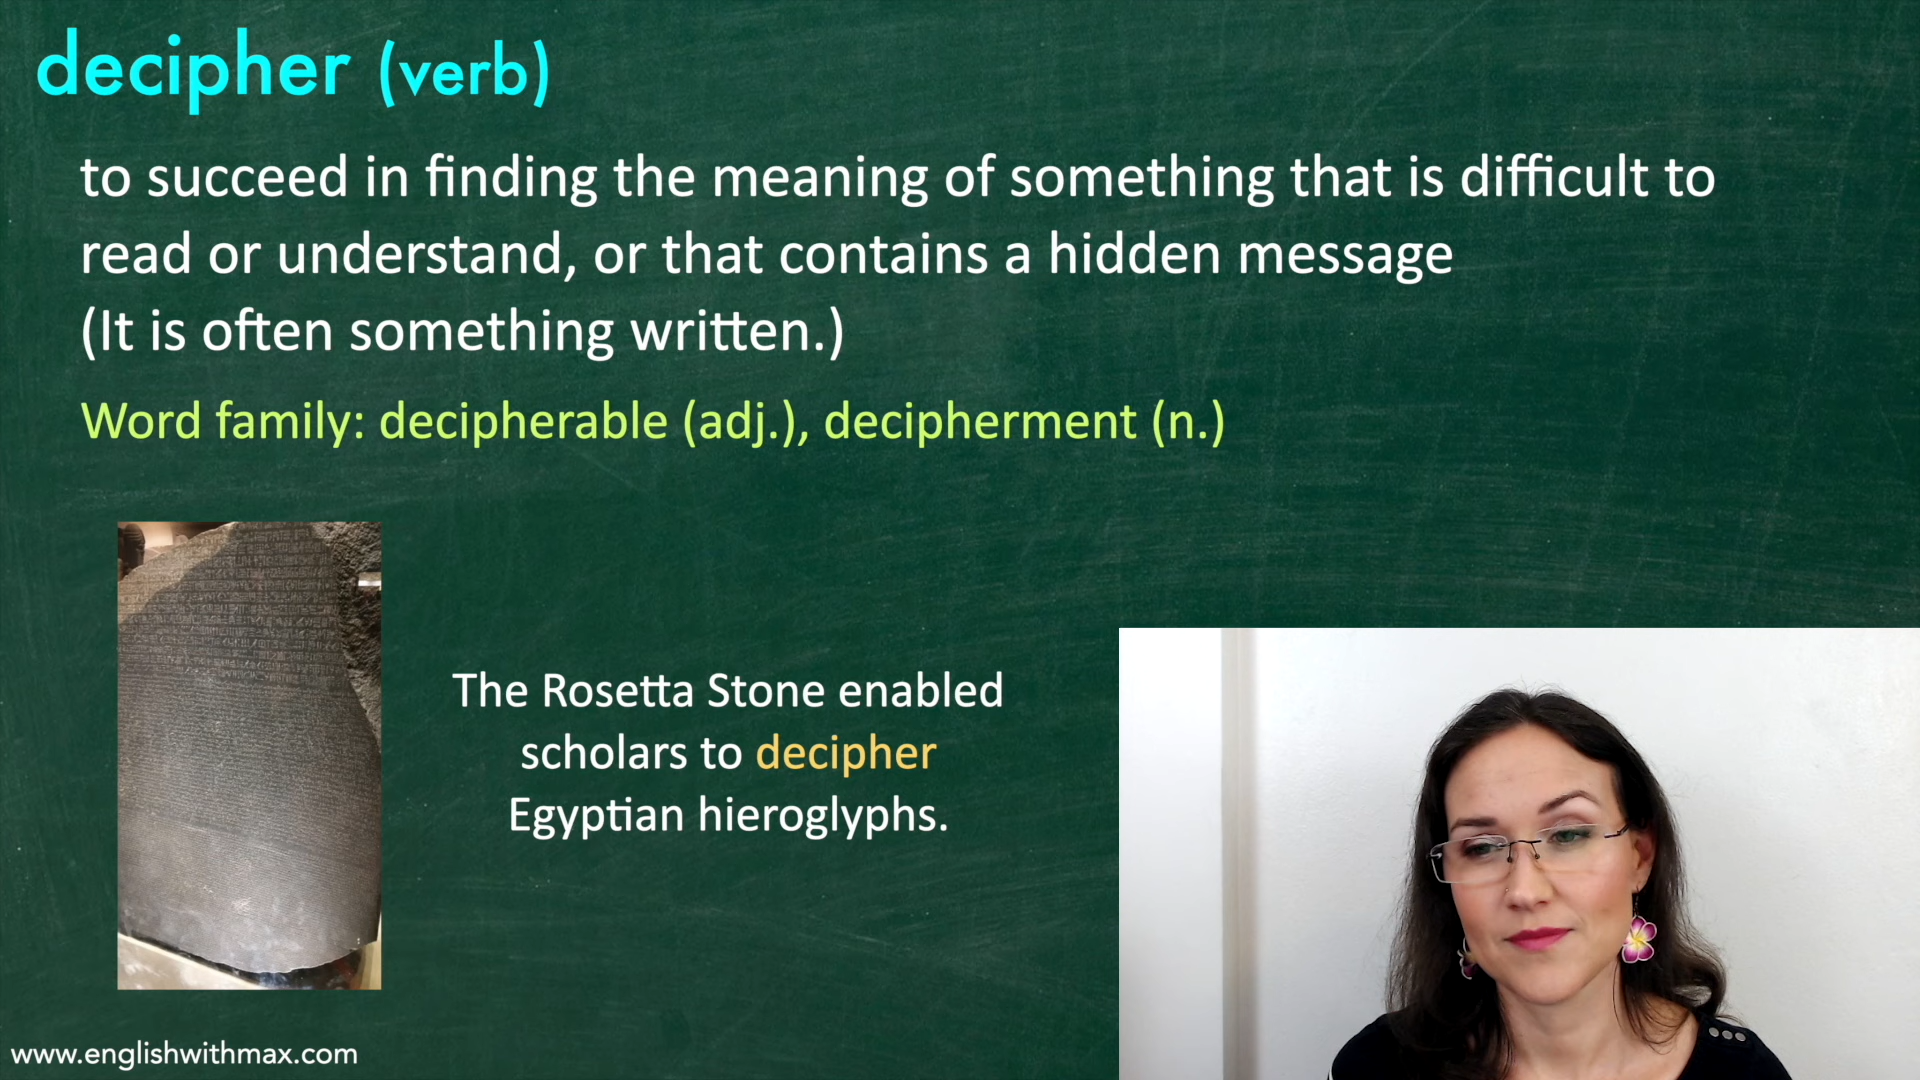 decipher (verb)
to succeed in finding the meaning of something that is difficult to
read or understand, or that contains a hidden message
(It is often something written.)
Word family: decipherable (adj.), decipherment (n.)
The Rosetta Stone enabled
scholars to decipher
Egyptian hieroglyphs.
www.englishwithmax.com